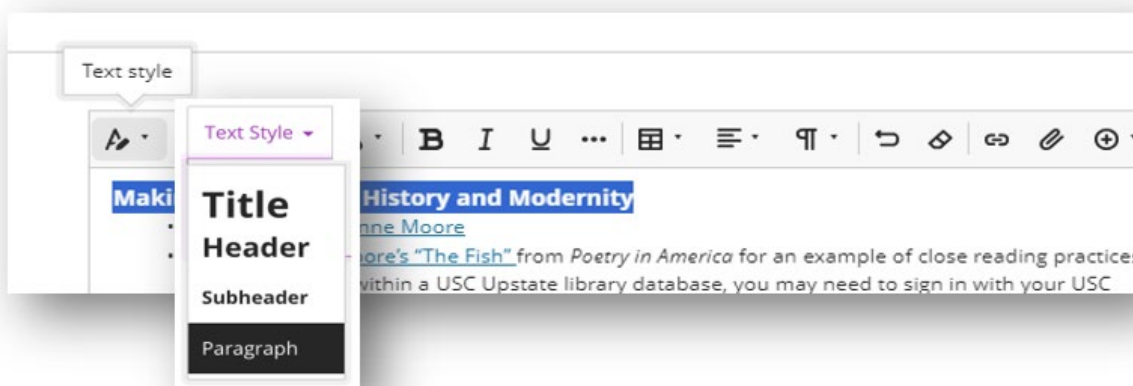 Text style
Text Style
B I U
Maki History and Modernity
Title
nne Moore
Header
ore's "The Fish" from Poetry in America for an example of close reading practices
Subheader
within a USC Upstate library database, you may need to sign in with your USC
Paragraph